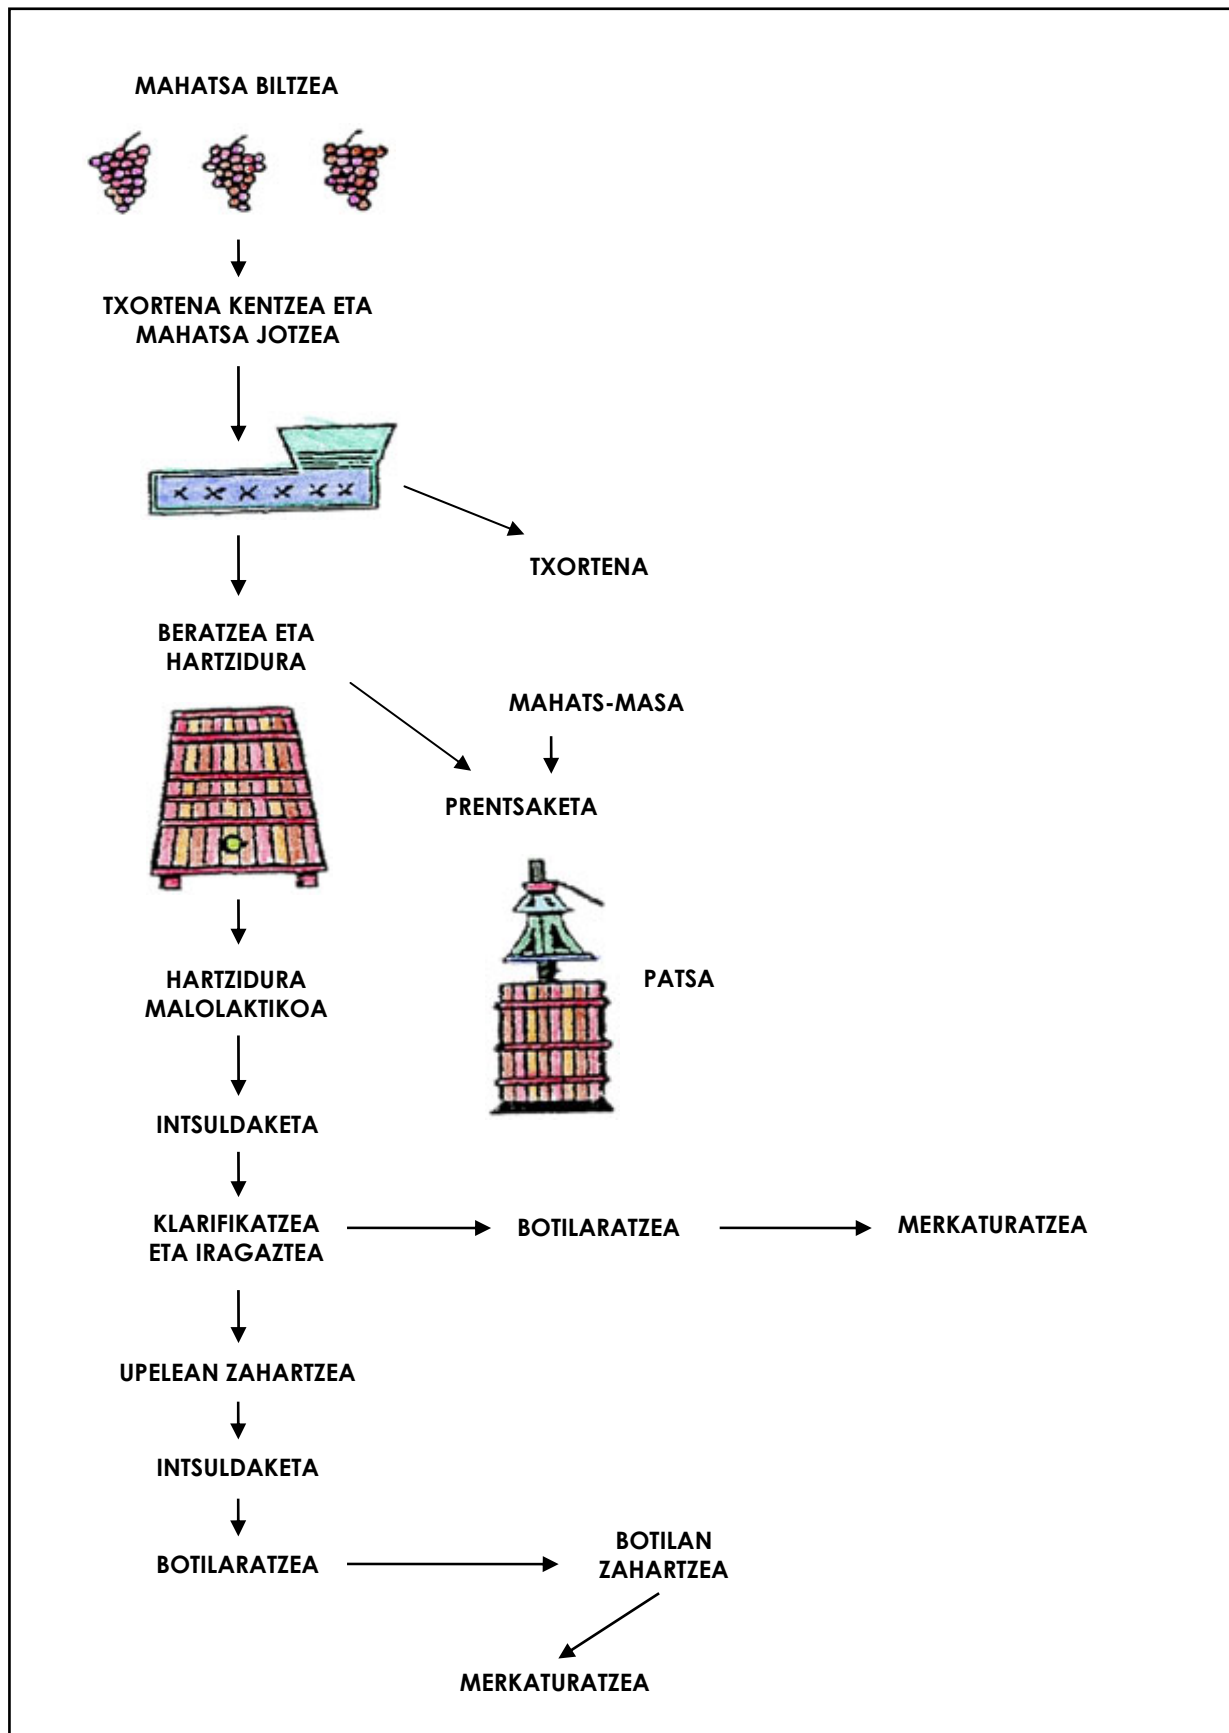 MAHATSA BILTZEA
TXORTENA KENTZEA ETA
MAHATSA JOTZEA
TXORTENA
BERATZEA ETA
HARTZIDURA
MAHATS-MASA
PRENTSAKETA
HARTZIDURA
MALOLAKTIKOA
PATSA
INTSULDAKETA
KLARIFIKATZEA
ETA IRAGAZTEA
BOTILARATZEA
MERKATURATZEA
UPELEAN ZAHARTZEA
INTSULDAKETA
BOTILARATZEA
BOTILAN
ZAHARTZEA
MERKATURATZEA